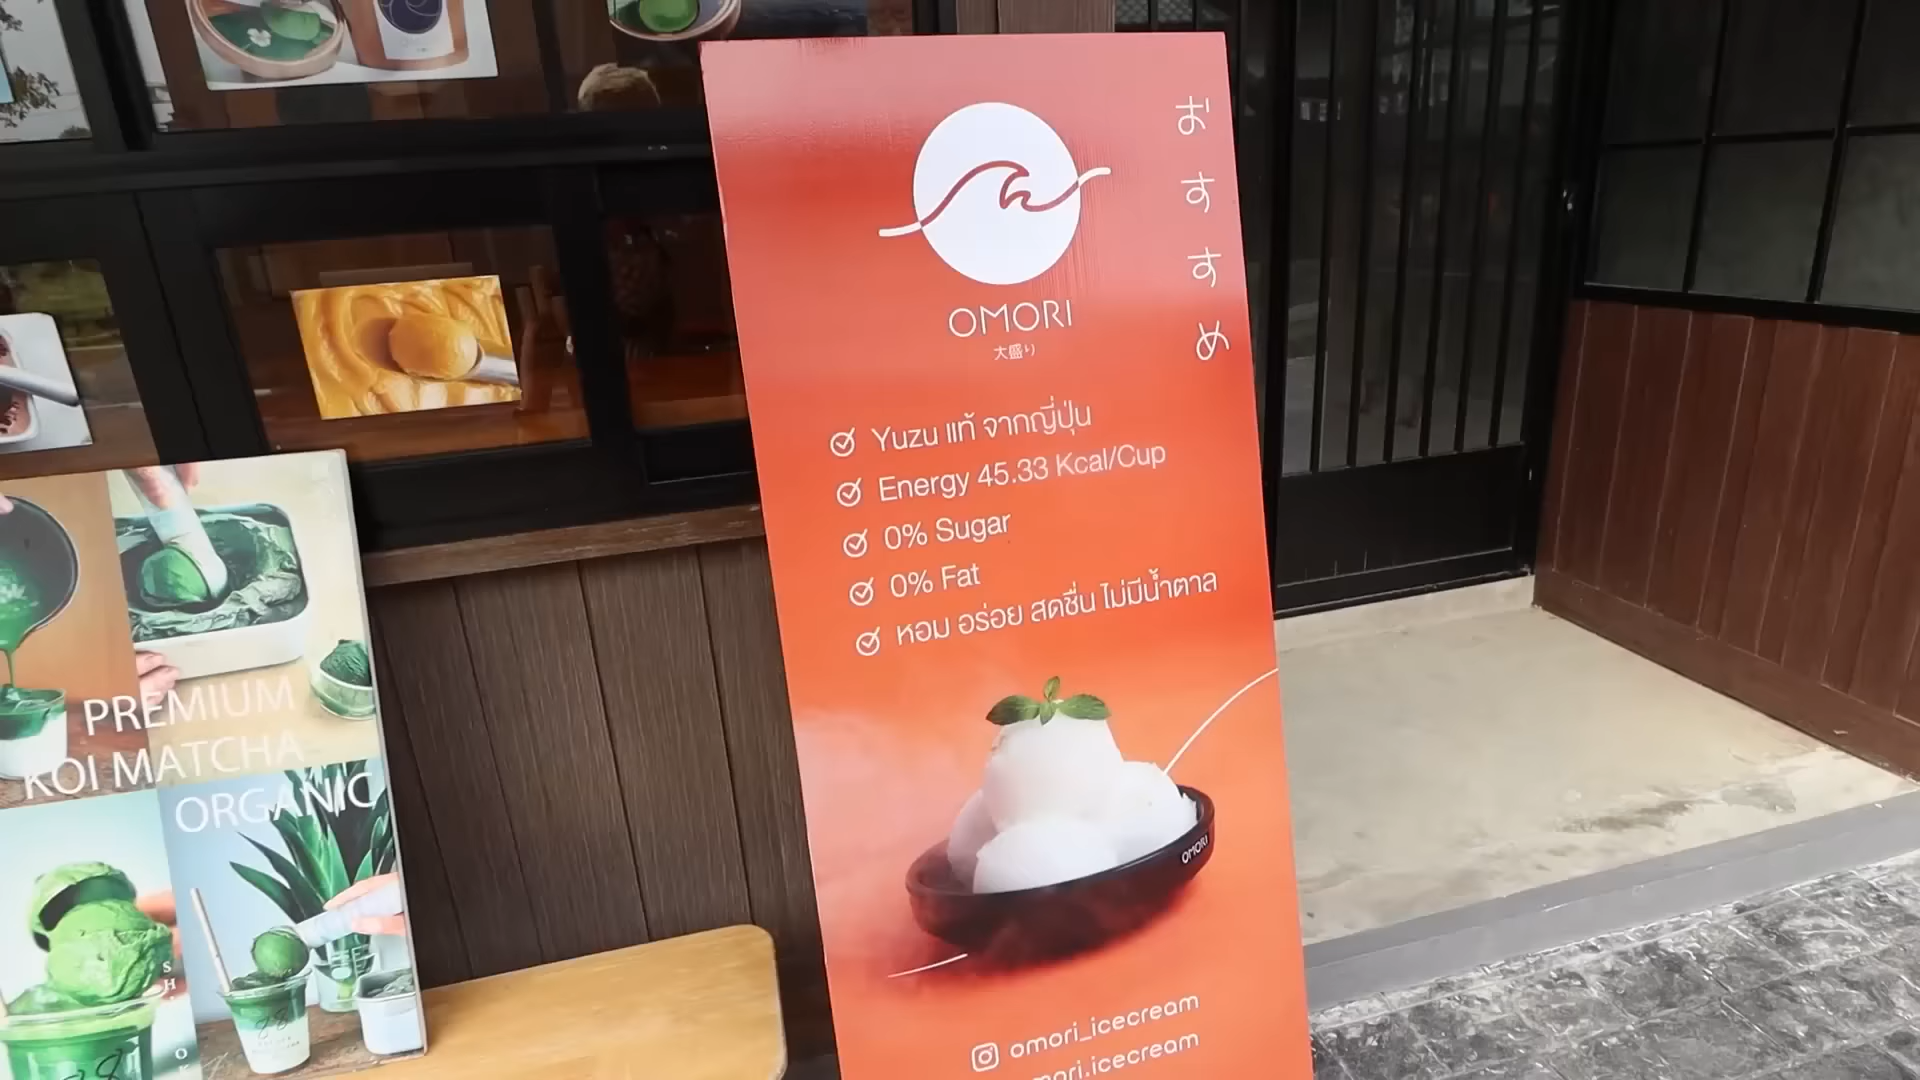 おすすめ
OMORI
大盛り
Yuzu แท้ จากญี่ปุ่น
Energy 45.33 Kcal/Cup
0% Sugar
0% Fat
หอม อร่อย สดชื่น ไม่มีน้ำตาล
OMORI
omori_icecream
mori.icecream
PREMIUM
KOI MATCHA
ORGANIC